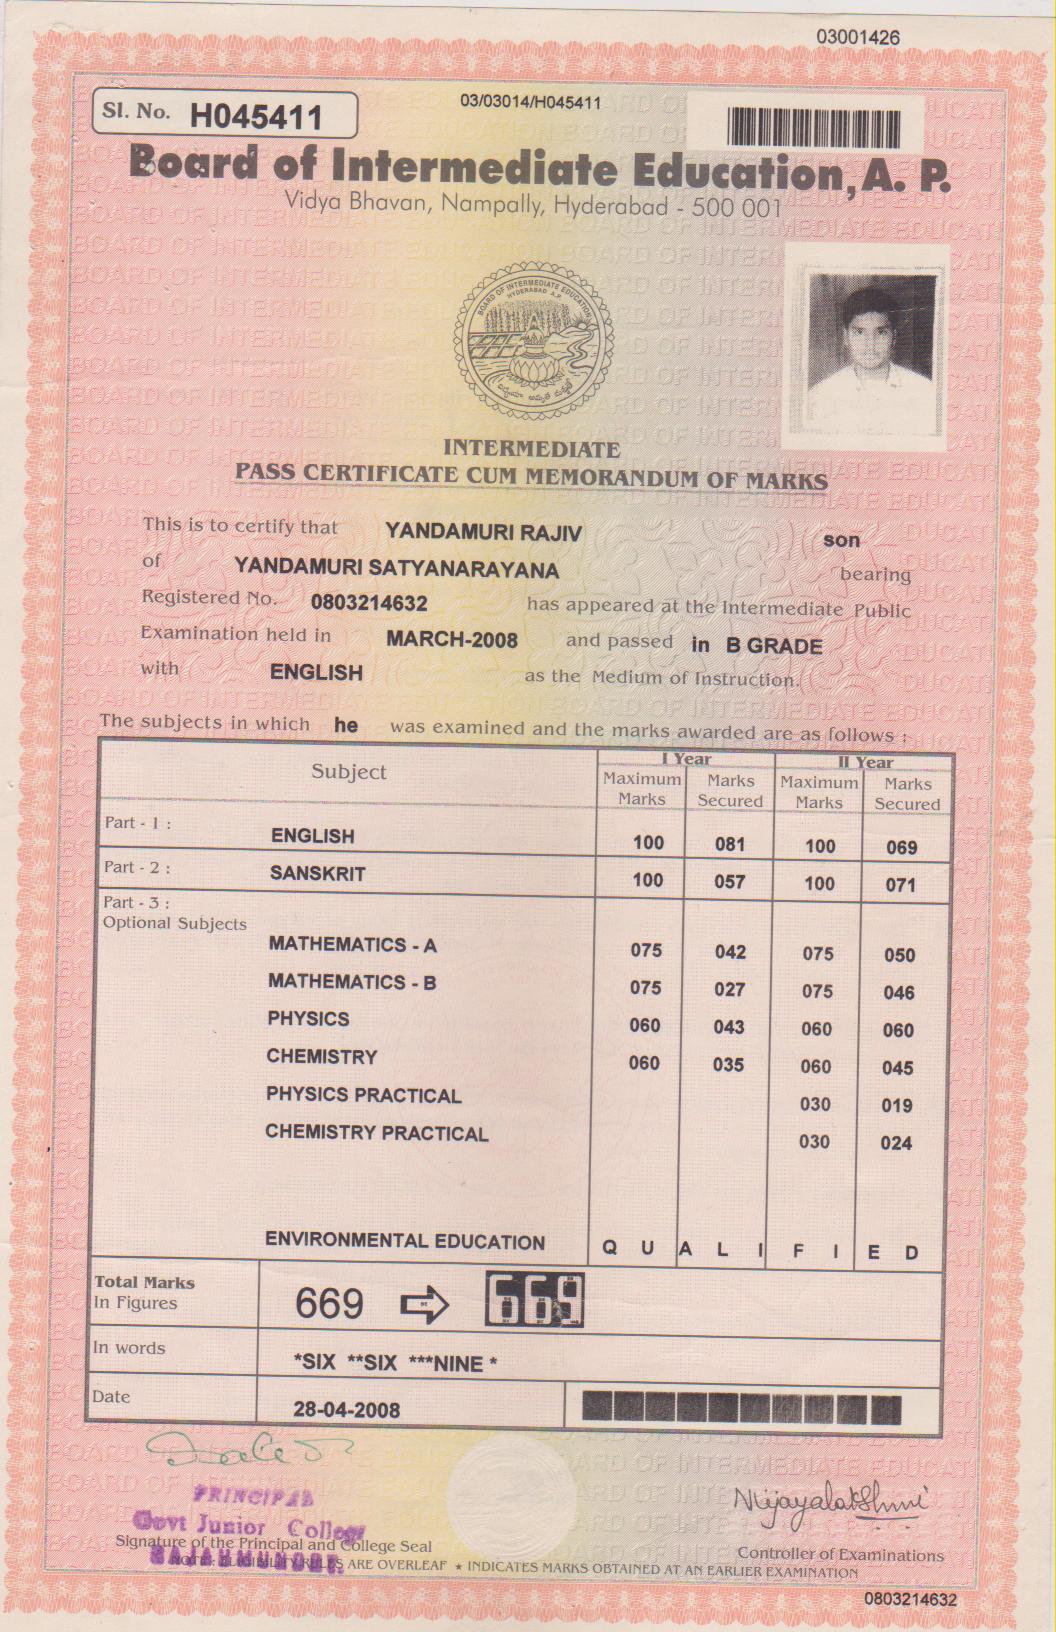 03001426
Sl. No. H045411
03/03014/H045411
Board of Intermediate Education, A. P.
Vidya Bhavan, Nampally, Hyderabad - 500 001
BOARD OF INTERMEDIATE EDUCATION
HYDERABAD A.P.
INTERMEDIATE
PASS CERTIFICATE CUM MEMORANDUM OF MARKS
This is to certify that YANDAMURI RAJIV son
of YANDAMURI SATYANARAYANA bearing
Registered No. 0803214632 has appeared at the Intermediate Public
Examination held in MARCH-2008 and passed in B GRADE
with ENGLISH as the Medium of Instruction.
The subjects in which he was examined and the marks awarded are as follows :
Subject I Year II Year
Maximum Marks Marks Secured Maximum Marks Marks Secured
Part - 1 : ENGLISH 100 081 100 069
Part - 2 : SANSKRIT 100 057 100 071
Part - 3 :
Optional Subjects
MATHEMATICS - A 075 042 075 050
MATHEMATICS - B 075 027 075 046
PHYSICS 060 043 060 060
CHEMISTRY 060 035 060 045
PHYSICS PRACTICAL 030 019
CHEMISTRY PRACTICAL 030 024
ENVIRONMENTAL EDUCATION Q U A L I F I E D
Total Marks
In Figures 669 669
In words *SIX **SIX ***NINE *
Date 28-04-2008
PRINCIPAL
Govt Junior College
Signature of the Principal and College Seal
RAJAHMUNDRY.
Vijayalakshmi
Controller of Examinations
NOTE: ELIGIBILITY RULES ARE OVERLEAF ★ INDICATES MARKS OBTAINED AT AN EARLIER EXAMINATION
0803214632